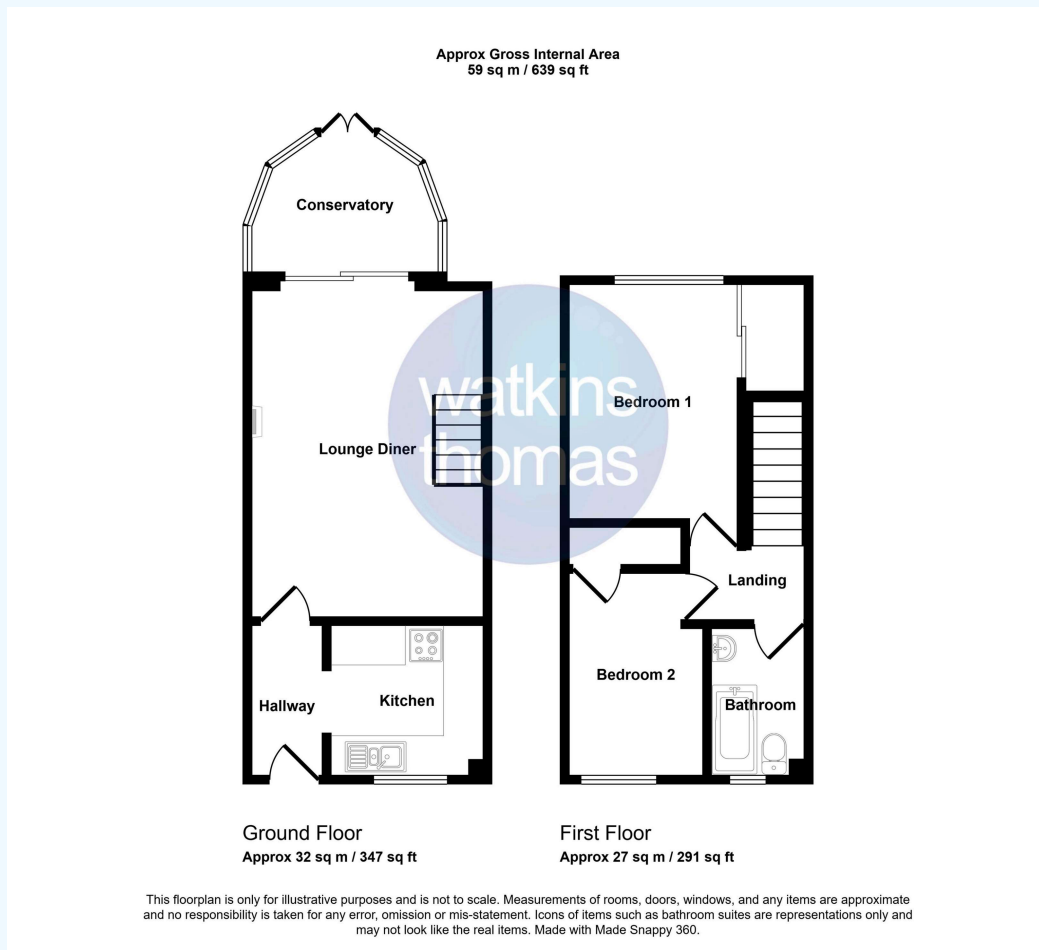 Approx Gross Internal Area
59 sq m / 639 sq ft
Conservatory
watkins
thomas
Lounge Diner
Bedroom 1
Landing
Hallway
Kitchen
Bedroom 2
Bathroom
Ground Floor
Approx 32 sq m / 347 sq ft
First Floor
Approx 27 sq m / 291 sq ft
This floorplan is only for illustrative purposes and is not to scale. Measurements of rooms, doors, windows, and any items are approximate
and no responsibility is taken for any error, omission or mis-statement. Icons of items such as bathroom suites are representations only and
may not look like the real items. Made with Made Snappy 360.